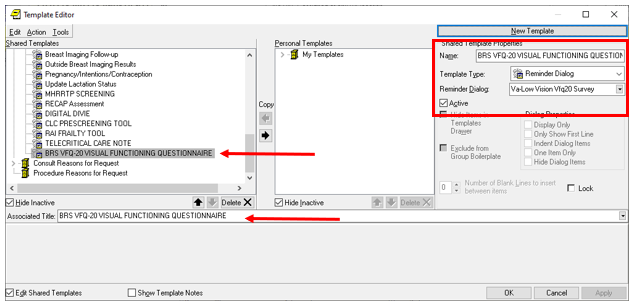 Template Editor
Edit Action Tools
New Template
Shared Templates
Personal Templates
Shared Template Properties
Breast Imaging Follow-up
Outside Breast Imaging Results
Pregnancy/Intentions/Contraception
Update Lactation Status
MHRRTP SCREENING
RECAP Assessment
DIGITAL DIVIE
CLC PRESCREENING TOOL
RAI FRAILTY TOOL
TELECRITICAL CARE NOTE
BRS VFQ-20 VISUAL FUNCTIONING QUESTIONNAIRE
Consult Reasons for Request
Procedure Reasons for Request
My Templates
Copy
Name: BRS VFQ-20 VISUAL FUNCTIONING QUESTION
Template Type: Reminder Dialog
Reminder Dialog: Va-Low Vision Vfq20 Survey
Active
Hide Items in
Templates
Drawer
Exclude from
Group Boilerplate
Dialog Properties
Display Only
Only Show First Line
Indent Dialog Items
One Item Only
Hide Dialog Items
0 Number of Blank Lines to insert
between items
Lock
Hide Inactive Delete
Hide Inactive Delete
Associated Title: BRS VFQ-20 VISUAL FUNCTIONING QUESTIONNAIRE
Edit Shared Templates Show Template Notes OK Cancel Apply